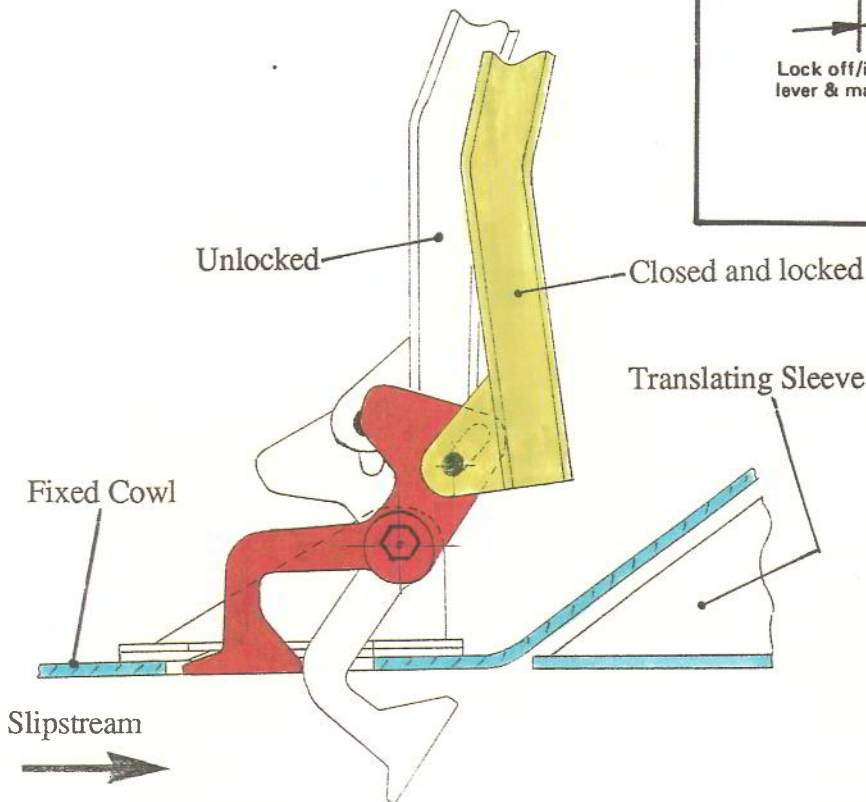 Lock off/i
lever & ma
Unlocked
Closed and locked
Translating Sleeve
Fixed Cowl
Slipstream